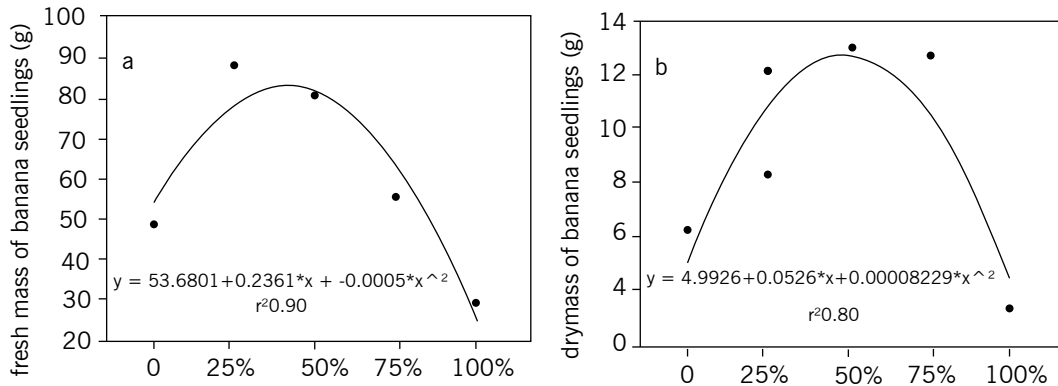 fresh mass of banana seedlings (g)
100
90
80
70
60
50
40
30
20
a
y = 53.6801+0.2361*x + -0.0005*x^2
r²0.90
0 25% 50% 75% 100%
drymass of banana seedlings (g)
14
12
10
8
6
4
2
0
b
y = 4.9926+0.0526*x+0.00008229*x^2
r²0.80
0 25% 50% 75% 100%